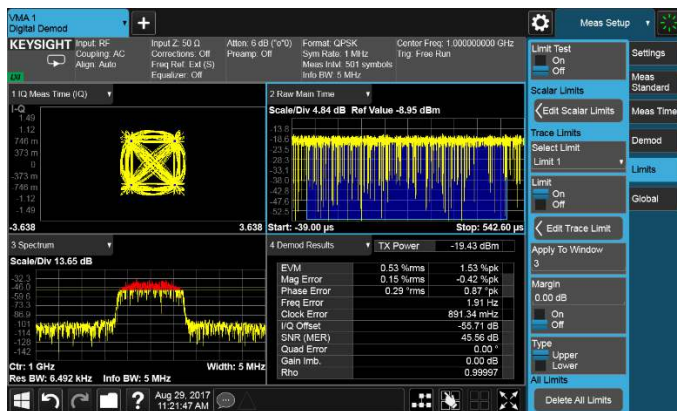 VMA 1
Digital Demod
Meas Setup
KEYSIGHT
Input: RF
Coupling: AC
Align: Auto
Input Z: 50 Ω
Corrections: Off
Freq Ref: Ext (S)
Equalizer: Off
Atten: 6 dB (°0)
Preamp: Off
Format: QPSK
Sym Rate: 1 MHz
Meas Intvl: 501 symbols
Info BW: 5 MHz
Center Freq: 1.000000000 GHz
Trig: Free Run
LXI
1 IQ Meas Time (IQ)
I-Q
1.49
1.12
746 m
373 m
0
-373 m
-746 m
-1.12
-1.49
-3.638
3.638
2 Raw Main Time
Scale/Div 4.84 dB Ref Value -8.95 dBm
-13.8
-18.6
-23.5
-28.3
-33.1
-38.0
-42.8
-47.6
-52.5
Start: -39.00 µs
Stop: 542.60 µs
3 Spectrum
Scale/Div 13.65 dB
-32.3
-46.0
-59.6
-73.3
-86.9
-101
-114
-128
-142
Ctr: 1 GHz
Width: 5 MHz
Res BW: 6.492 kHz Info BW: 5 MHz
4 Demod Results
TX Power
-19.43 dBm
EVM 0.53 %rms 1.53 %pk
Mag Error 0.15 %rms -0.42 %pk
Phase Error 0.29 °rms 0.87 °pk
Freq Error 1.91 Hz
Clock Error 891.34 mHz
I/Q Offset -55.71 dB
SNR (MER) 45.56 dB
Quad Error 0.00 °
Gain Imb. 0.00 dB
Rho 0.99997
Limit Test
On
Off
Scalar Limits
Edit Scalar Limits
Trace Limits
Select Limit
Limit 1
Limit
On
Off
Edit Trace Limit
Apply To Window
3
Margin
0.00 dB
On
Off
Type
Upper
Lower
All Limits
Delete All Limits
Settings
Meas
Standard
Meas Time
Demod
Limits
Global
?
Aug 29, 2017
11:21:47 AM